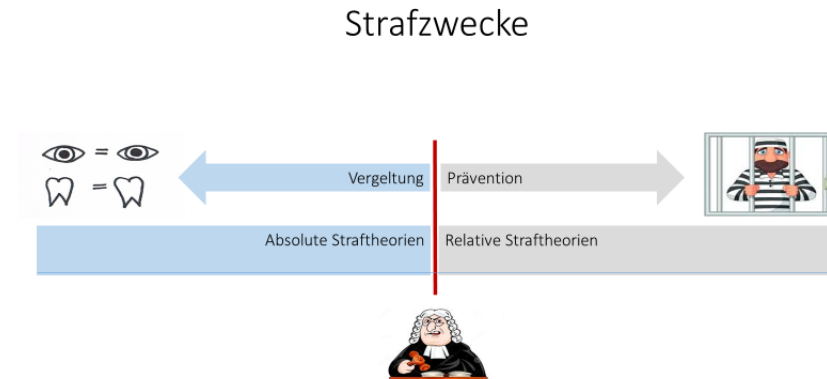 Strafzwecke
= 
=
Vergeltung
Prävention
Absolute Straftheorien
Relative Straftheorien